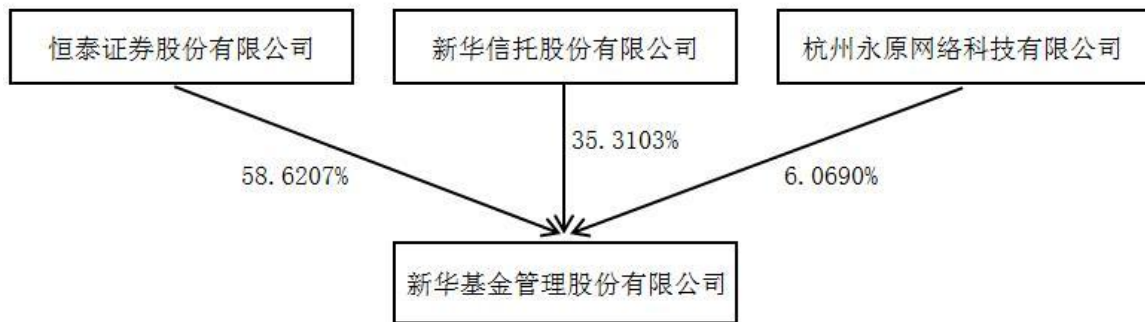 恒泰证券股份有限公司
新华信托股份有限公司
杭州永原网络科技有限公司
35.3103%
58.6207%
6.0690%
新华基金管理股份有限公司